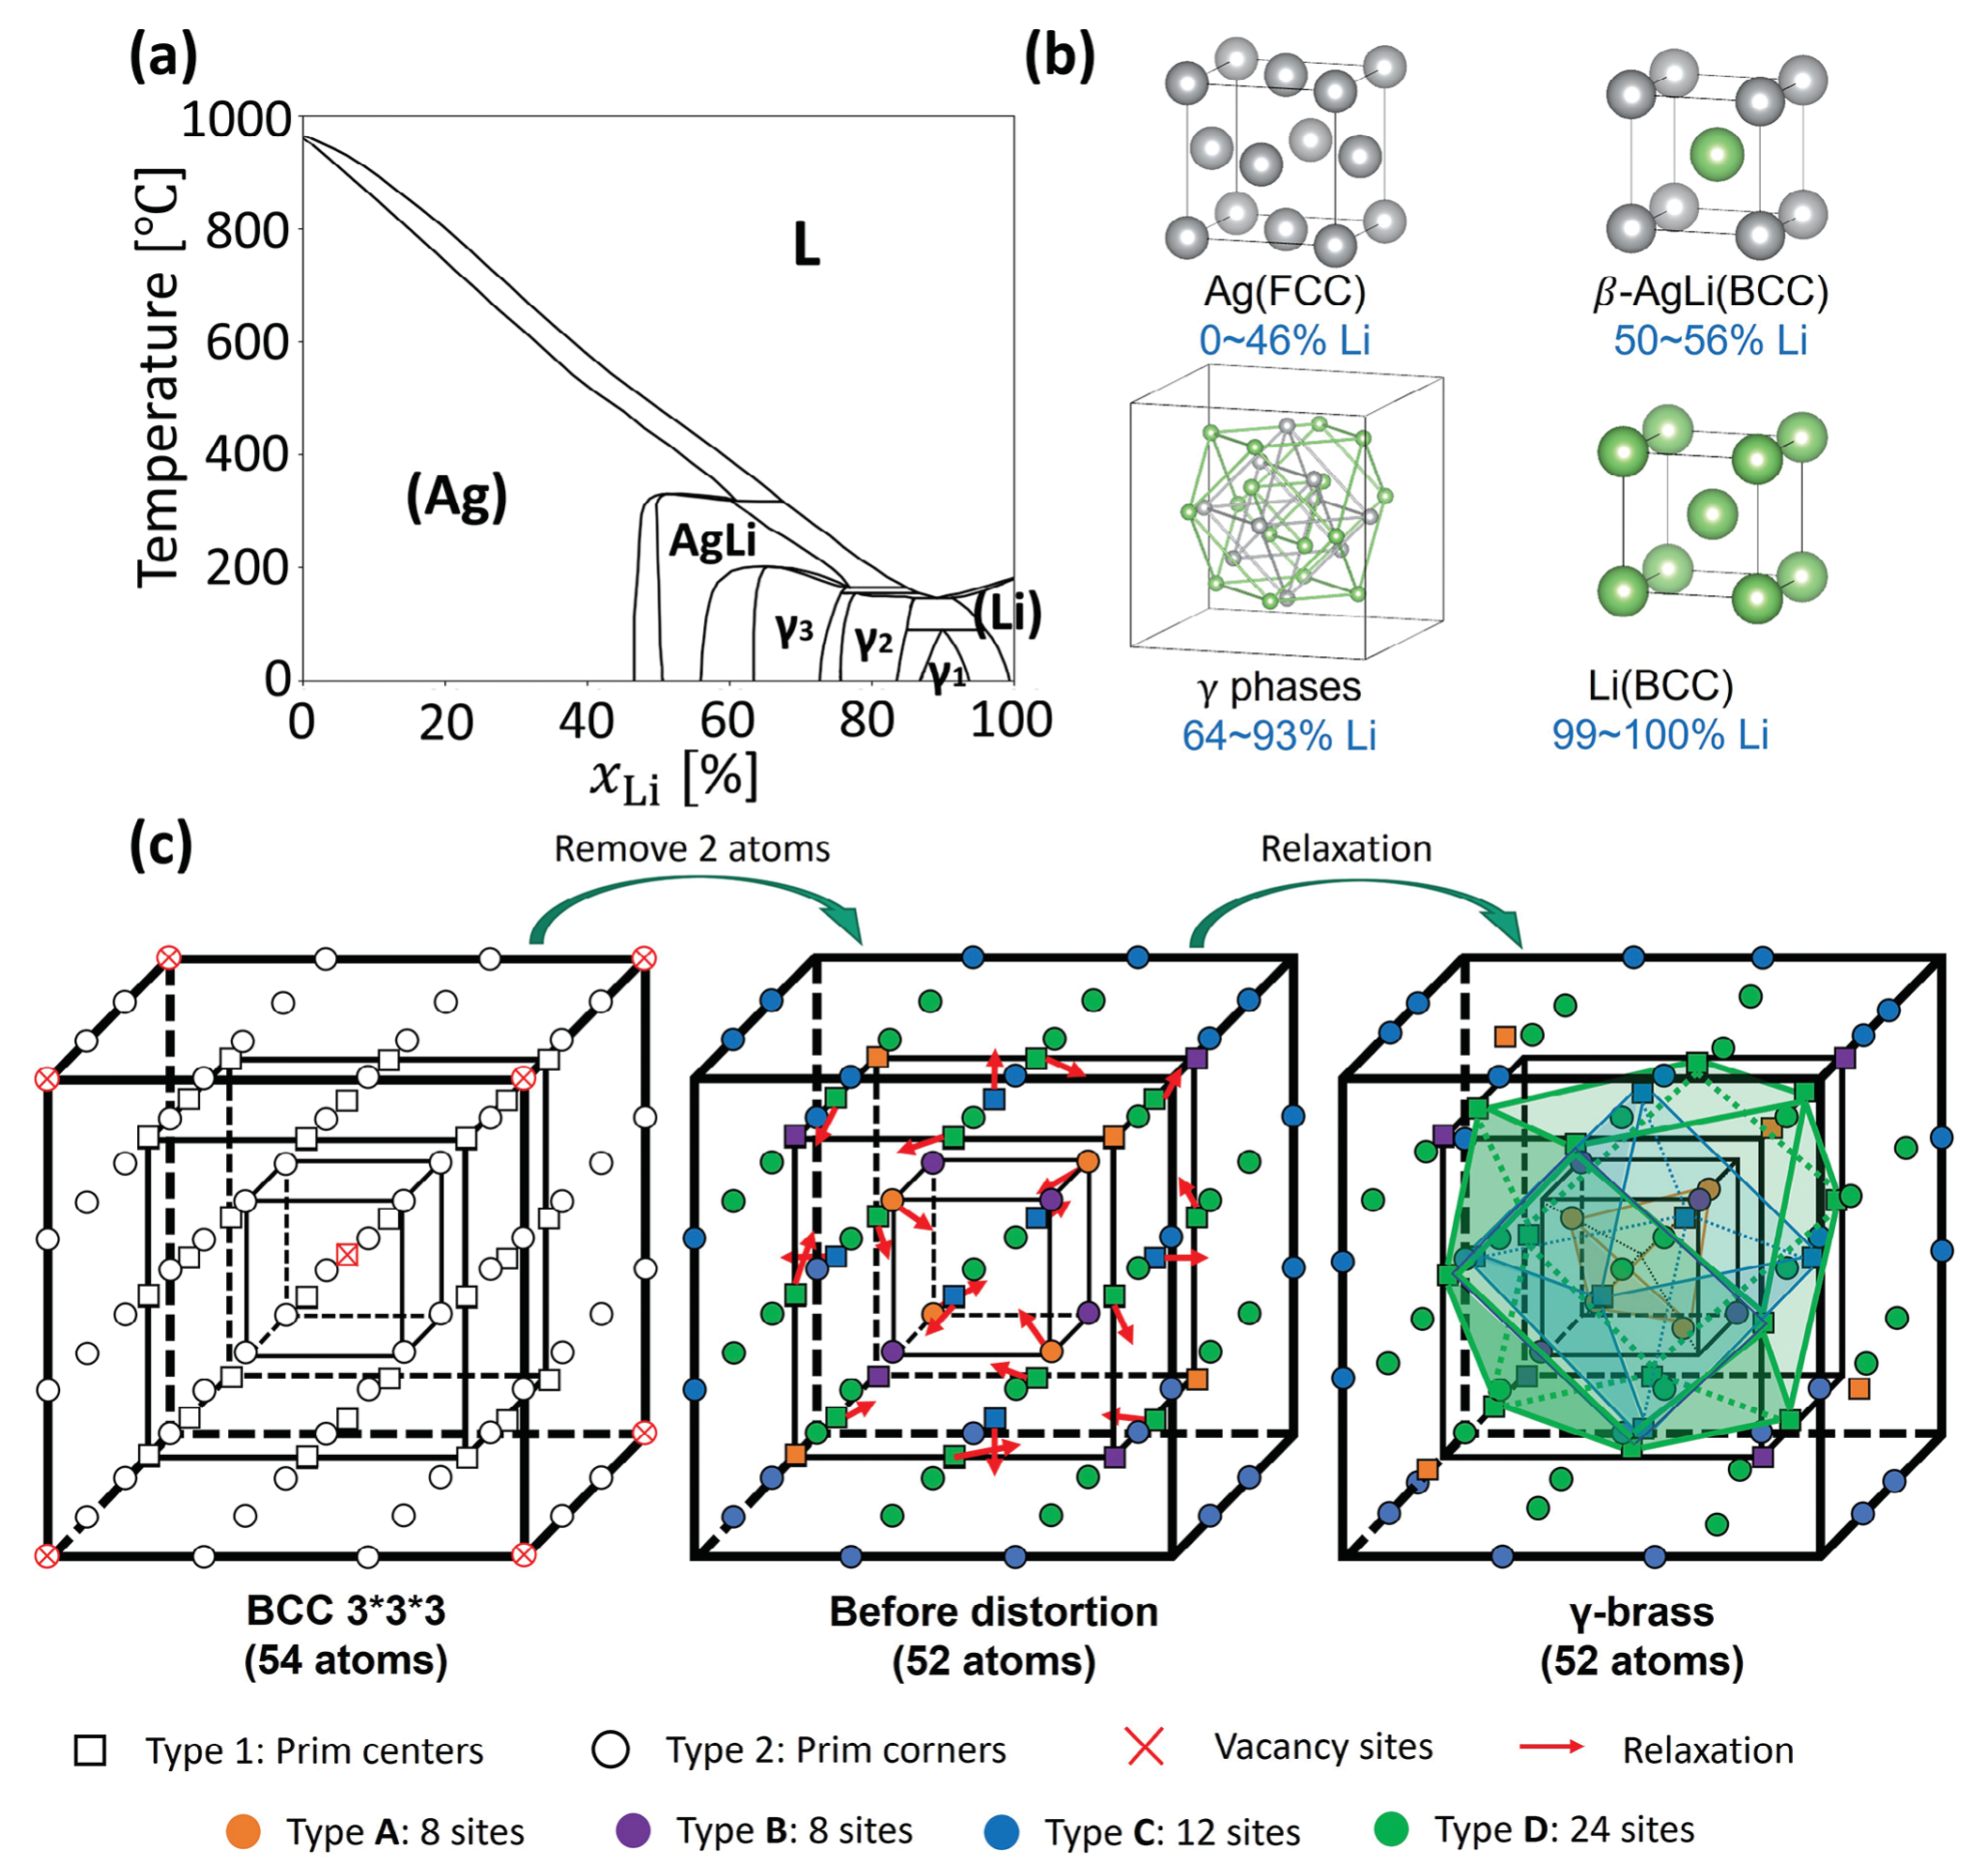 (a)
1000
800
600
400
200
0
Temperature [°C]
L
(Ag)
AgLi
γ3
γ2
γ1
(Li)
0 20 40 60 80 100
xLi [%]
(b)
Ag(FCC)
0~46% Li
β-AgLi(BCC)
50~56% Li
γ phases
64~93% Li
Li(BCC)
99~100% Li
(c)
Remove 2 atoms
Relaxation
BCC 3*3*3
(54 atoms)
Before distortion
(52 atoms)
γ-brass
(52 atoms)
Type 1: Prim centers
Type 2: Prim corners
Vacancy sites
Relaxation
Type A: 8 sites
Type B: 8 sites
Type C: 12 sites
Type D: 24 sites